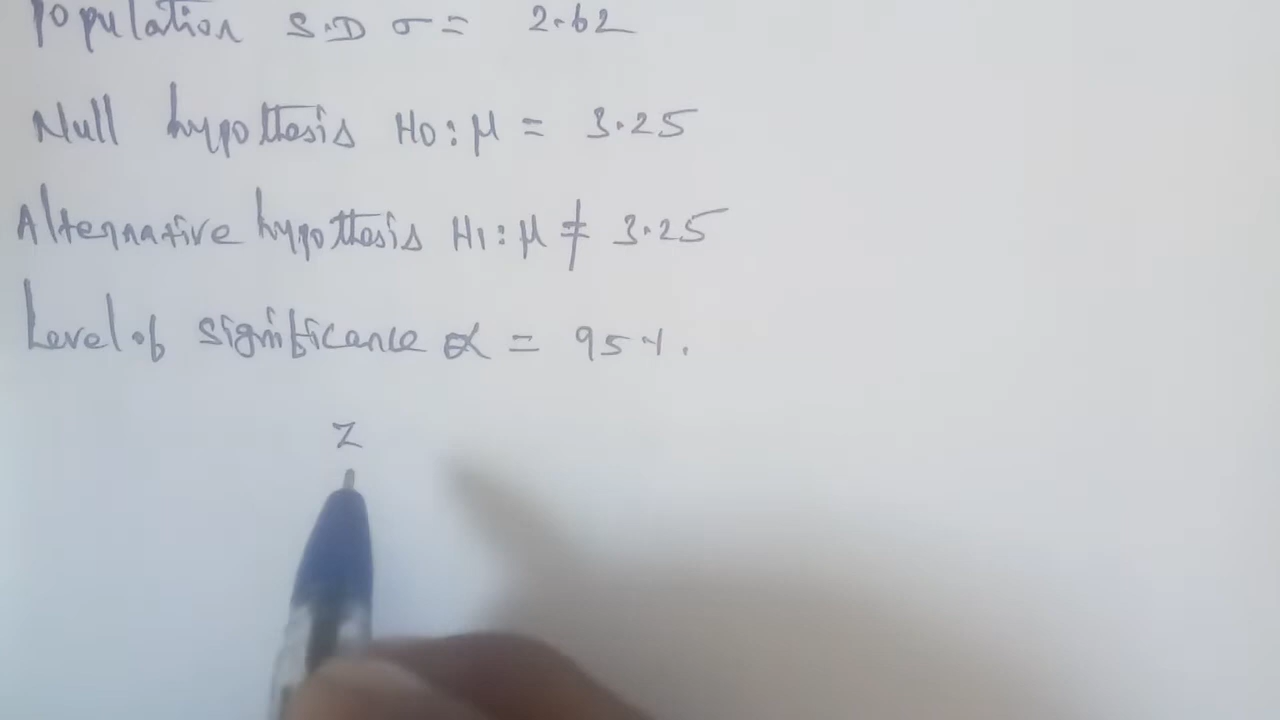 Population S.D σ = 2.62
Null hypothesis H0 : μ = 3.25
Alternative hypothesis H1 : μ ≠ 3.25
Level of significance α = 95%.
Z